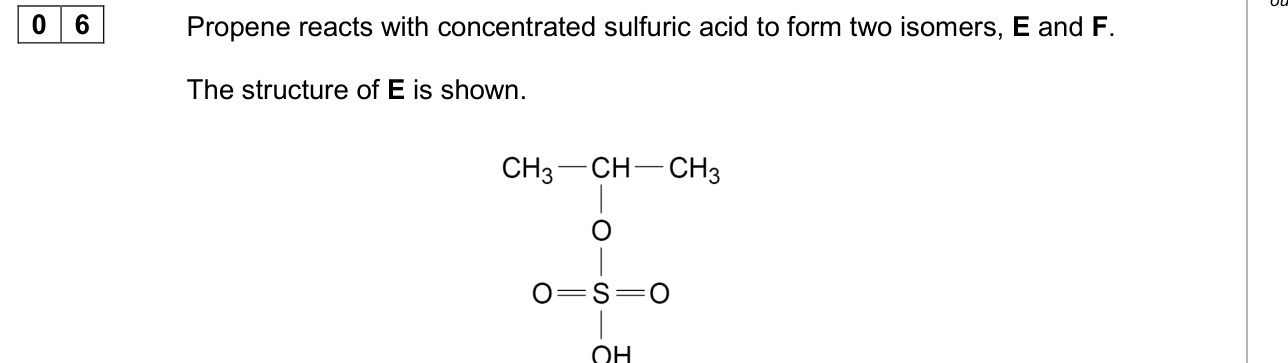 0 6 Propene reacts with concentrated sulfuric acid to form two isomers, E and F.
The structure of E is shown.
CH₃—CH—CH₃
O
O=S=O
OH